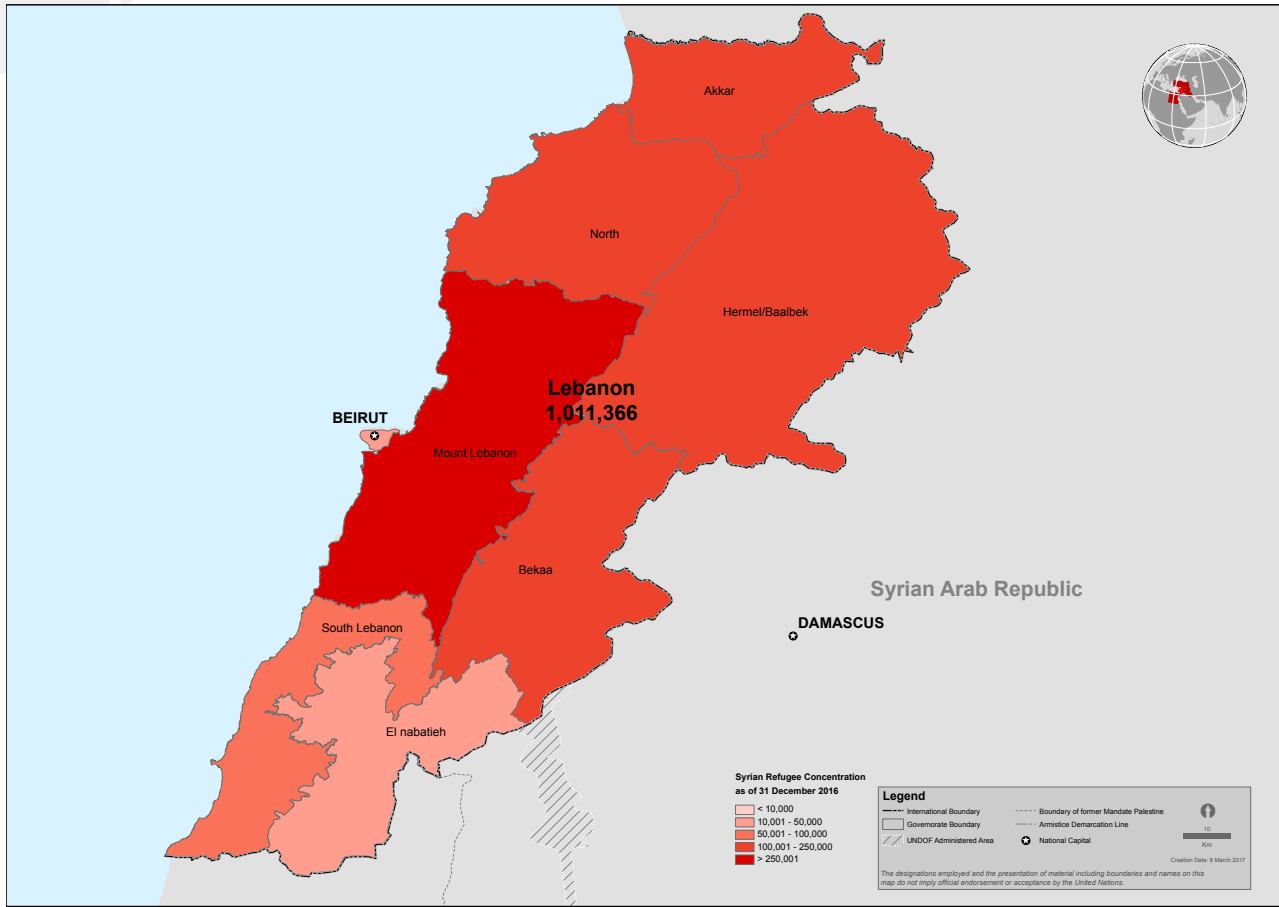 Akkar
North
Hermel/Baalbek
Lebanon
1,011,366
BEIRUT
Mount Lebanon
Bekaa
Syrian Arab Republic
DAMASCUS
South Lebanon
El nabatieh
Syrian Refugee Concentration
as of 31 December 2016
< 10,000
10,001 - 50,000
50,001 - 100,000
100,001 - 250,000
> 250,001
Legend
International Boundary
Governorate Boundary
UNDOF Administered Area
Boundary of former Mandate Palestine
Armistice Demarcation Line
National Capital
10
Km
Creation Date: 8 March 2017
The designations employed and the presentation of material including boundaries and names on this
map do not imply official endorsement or acceptance by the United Nations.